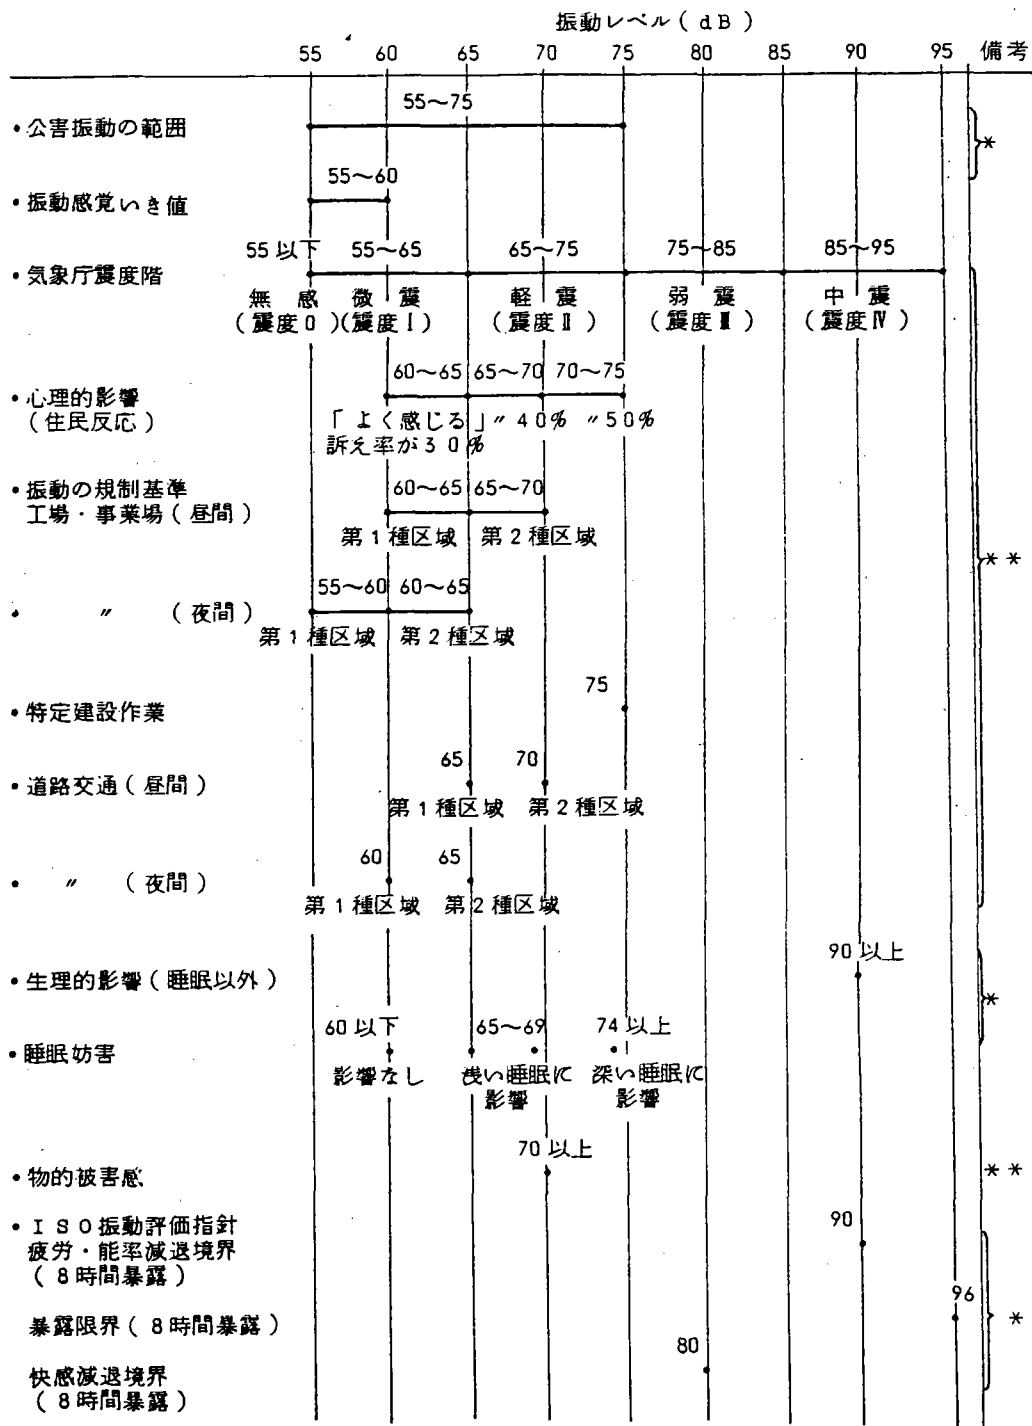 振動レベル(dB)
55 60 65 70 75 80 85 90 95 備考
55～75
・公害振動の範囲 *
55～60
・振動感覚いき値
55以下 55～65 65～75 75～85 85～95
・気象庁震度階
無感 微震 軽震 弱震 中震
(震度0)(震度Ⅰ) (震度Ⅱ) (震度Ⅲ) (震度Ⅳ)
60～65 65～70 70～75
・心理的影響
(住民反応) 「よく感じる」〃40% 〃50%
訴え率が30%
・振動の規制基準 60～65 65～70
工場・事業場(昼間)
第1種区域 第2種区域
**
55～60 60～65
・ 〃 (夜間)
第1種区域 第2種区域
75
・特定建設作業
65 70
・道路交通(昼間)
第1種区域 第2種区域
60 65
・ 〃 (夜間)
第1種区域 第2種区域
90以上
・生理的影響(睡眠以外)
*
60以下 65～69 74以上
・睡眠妨害
影響なし 浅い睡眠に 深い睡眠に
影響 影響
70以上
・物的被害感 **
・ISO振動評価指針 90
疲労・能率減退境界
(8時間暴露)
96
暴露限界(8時間暴露) *
80
快感減退境界
(8時間暴露)